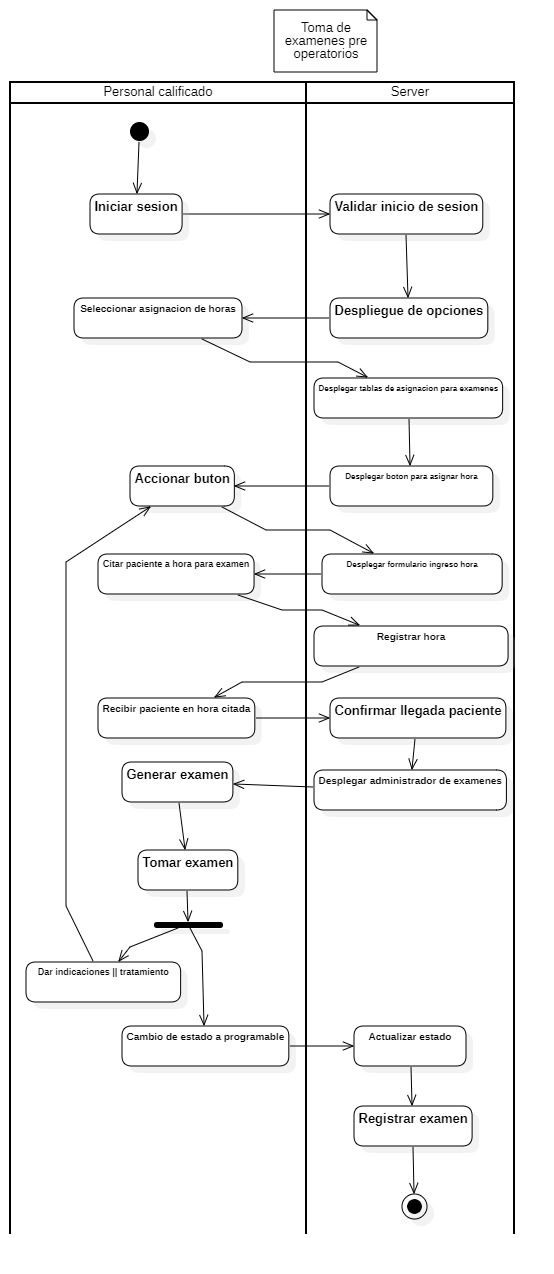 Toma de
examenes pre
operatorios
Personal calificado
Server
Iniciar sesion
Validar inicio de sesion
Seleccionar asignacion de horas
Despliegue de opciones
Desplegar tablas de asignacion para examenes
Accionar buton
Desplegar boton para asignar hora
Citar paciente a hora para examen
Desplegar formulario ingreso hora
Registrar hora
Recibir paciente en hora citada
Confirmar llegada paciente
Generar examen
Desplegar administrador de examenes
Tomar examen
Dar indicaciones || tratamiento
Cambio de estado a programable
Actualizar estado
Registrar examen